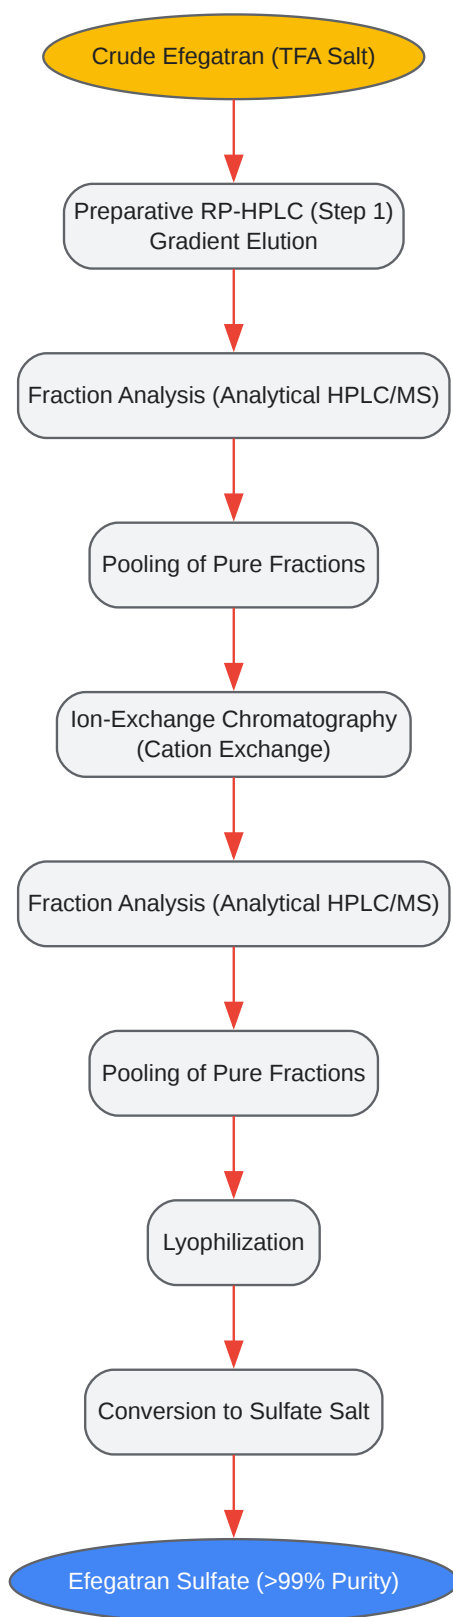 Crude Efegatran (TFA Salt)
Preparative RP-HPLC (Step 1)
Gradient Elution
Fraction Analysis (Analytical HPLC/MS)
Pooling of Pure Fractions
Ion-Exchange Chromatography
(Cation Exchange)
Fraction Analysis (Analytical HPLC/MS)
Pooling of Pure Fractions
Lyophilization
Conversion to Sulfate Salt
Efegatran Sulfate (>99% Purity)